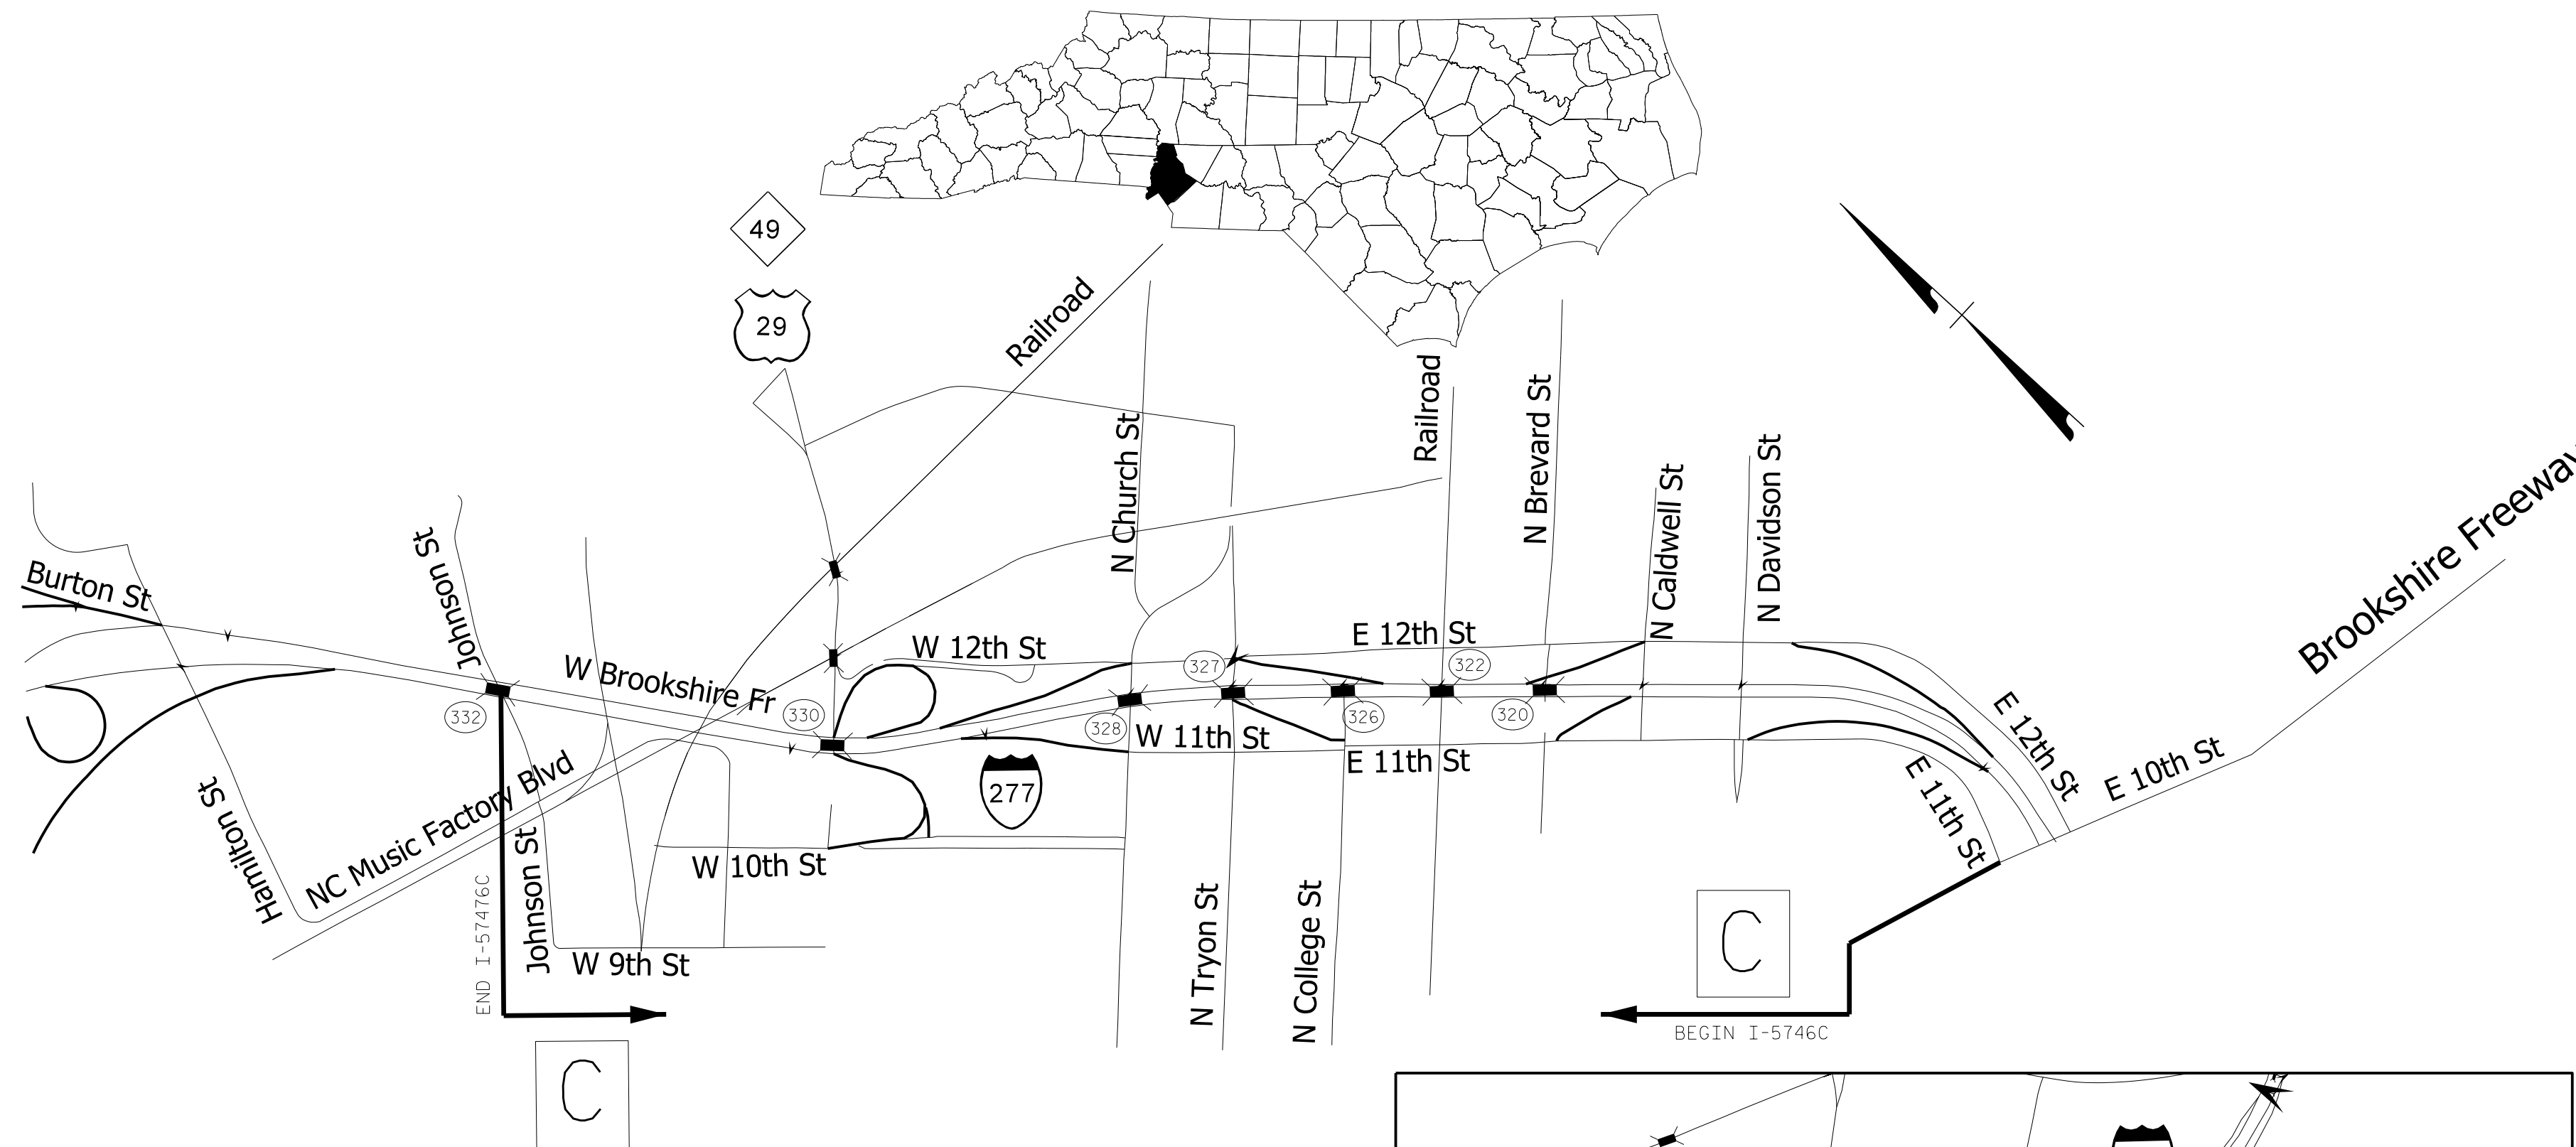 49
29
Railroad
N Church St
Railroad
N Brevard St
N Caldwell St
N Davidson St
Brookshire Freeway
Burton St
Johnson St
W Brookshire Fr
W 12th St
E 12th St
327
322
332
330
328
326
320
W 11th St
E 11th St
277
E 12th St
E 11th St
E 10th St
Hamilton St
NC Music Factory Blvd
Johnson St
W 10th St
W 9th St
N Tryon St
N College St
END I-57476C
C
BEGIN I-5746C
C